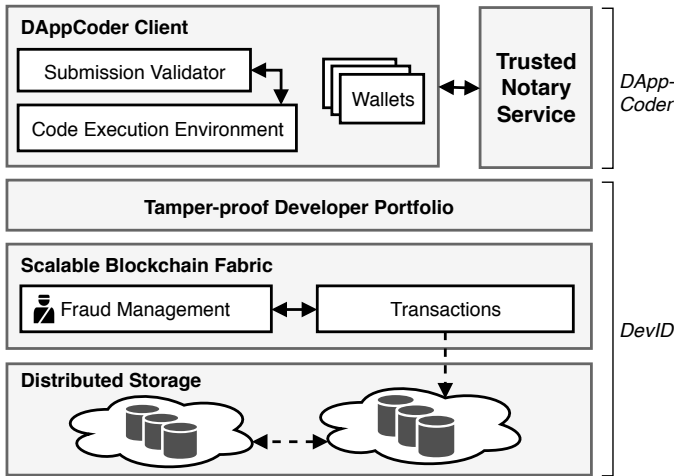 DAppCoder Client
Submission Validator
Code Execution Environment
Wallets
Trusted
Notary
Service
DApp-
Coder
Tamper-proof Developer Portfolio
Scalable Blockchain Fabric
Fraud Management
Transactions
DevID
Distributed Storage